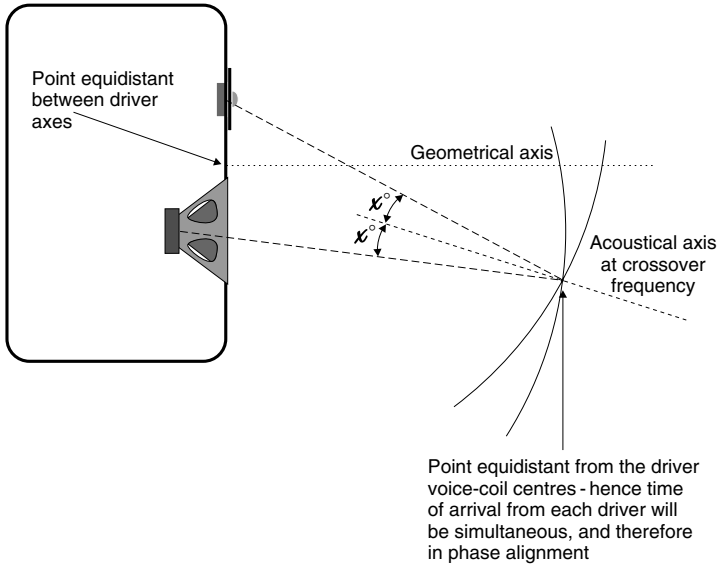 Point equidistant
between driver
axes
Geometrical axis
x°
x°
Acoustical axis
at crossover
frequency
Point equidistant from the driver
voice-coil centres - hence time
of arrival from each driver will
be simultaneous, and therefore
in phase alignment